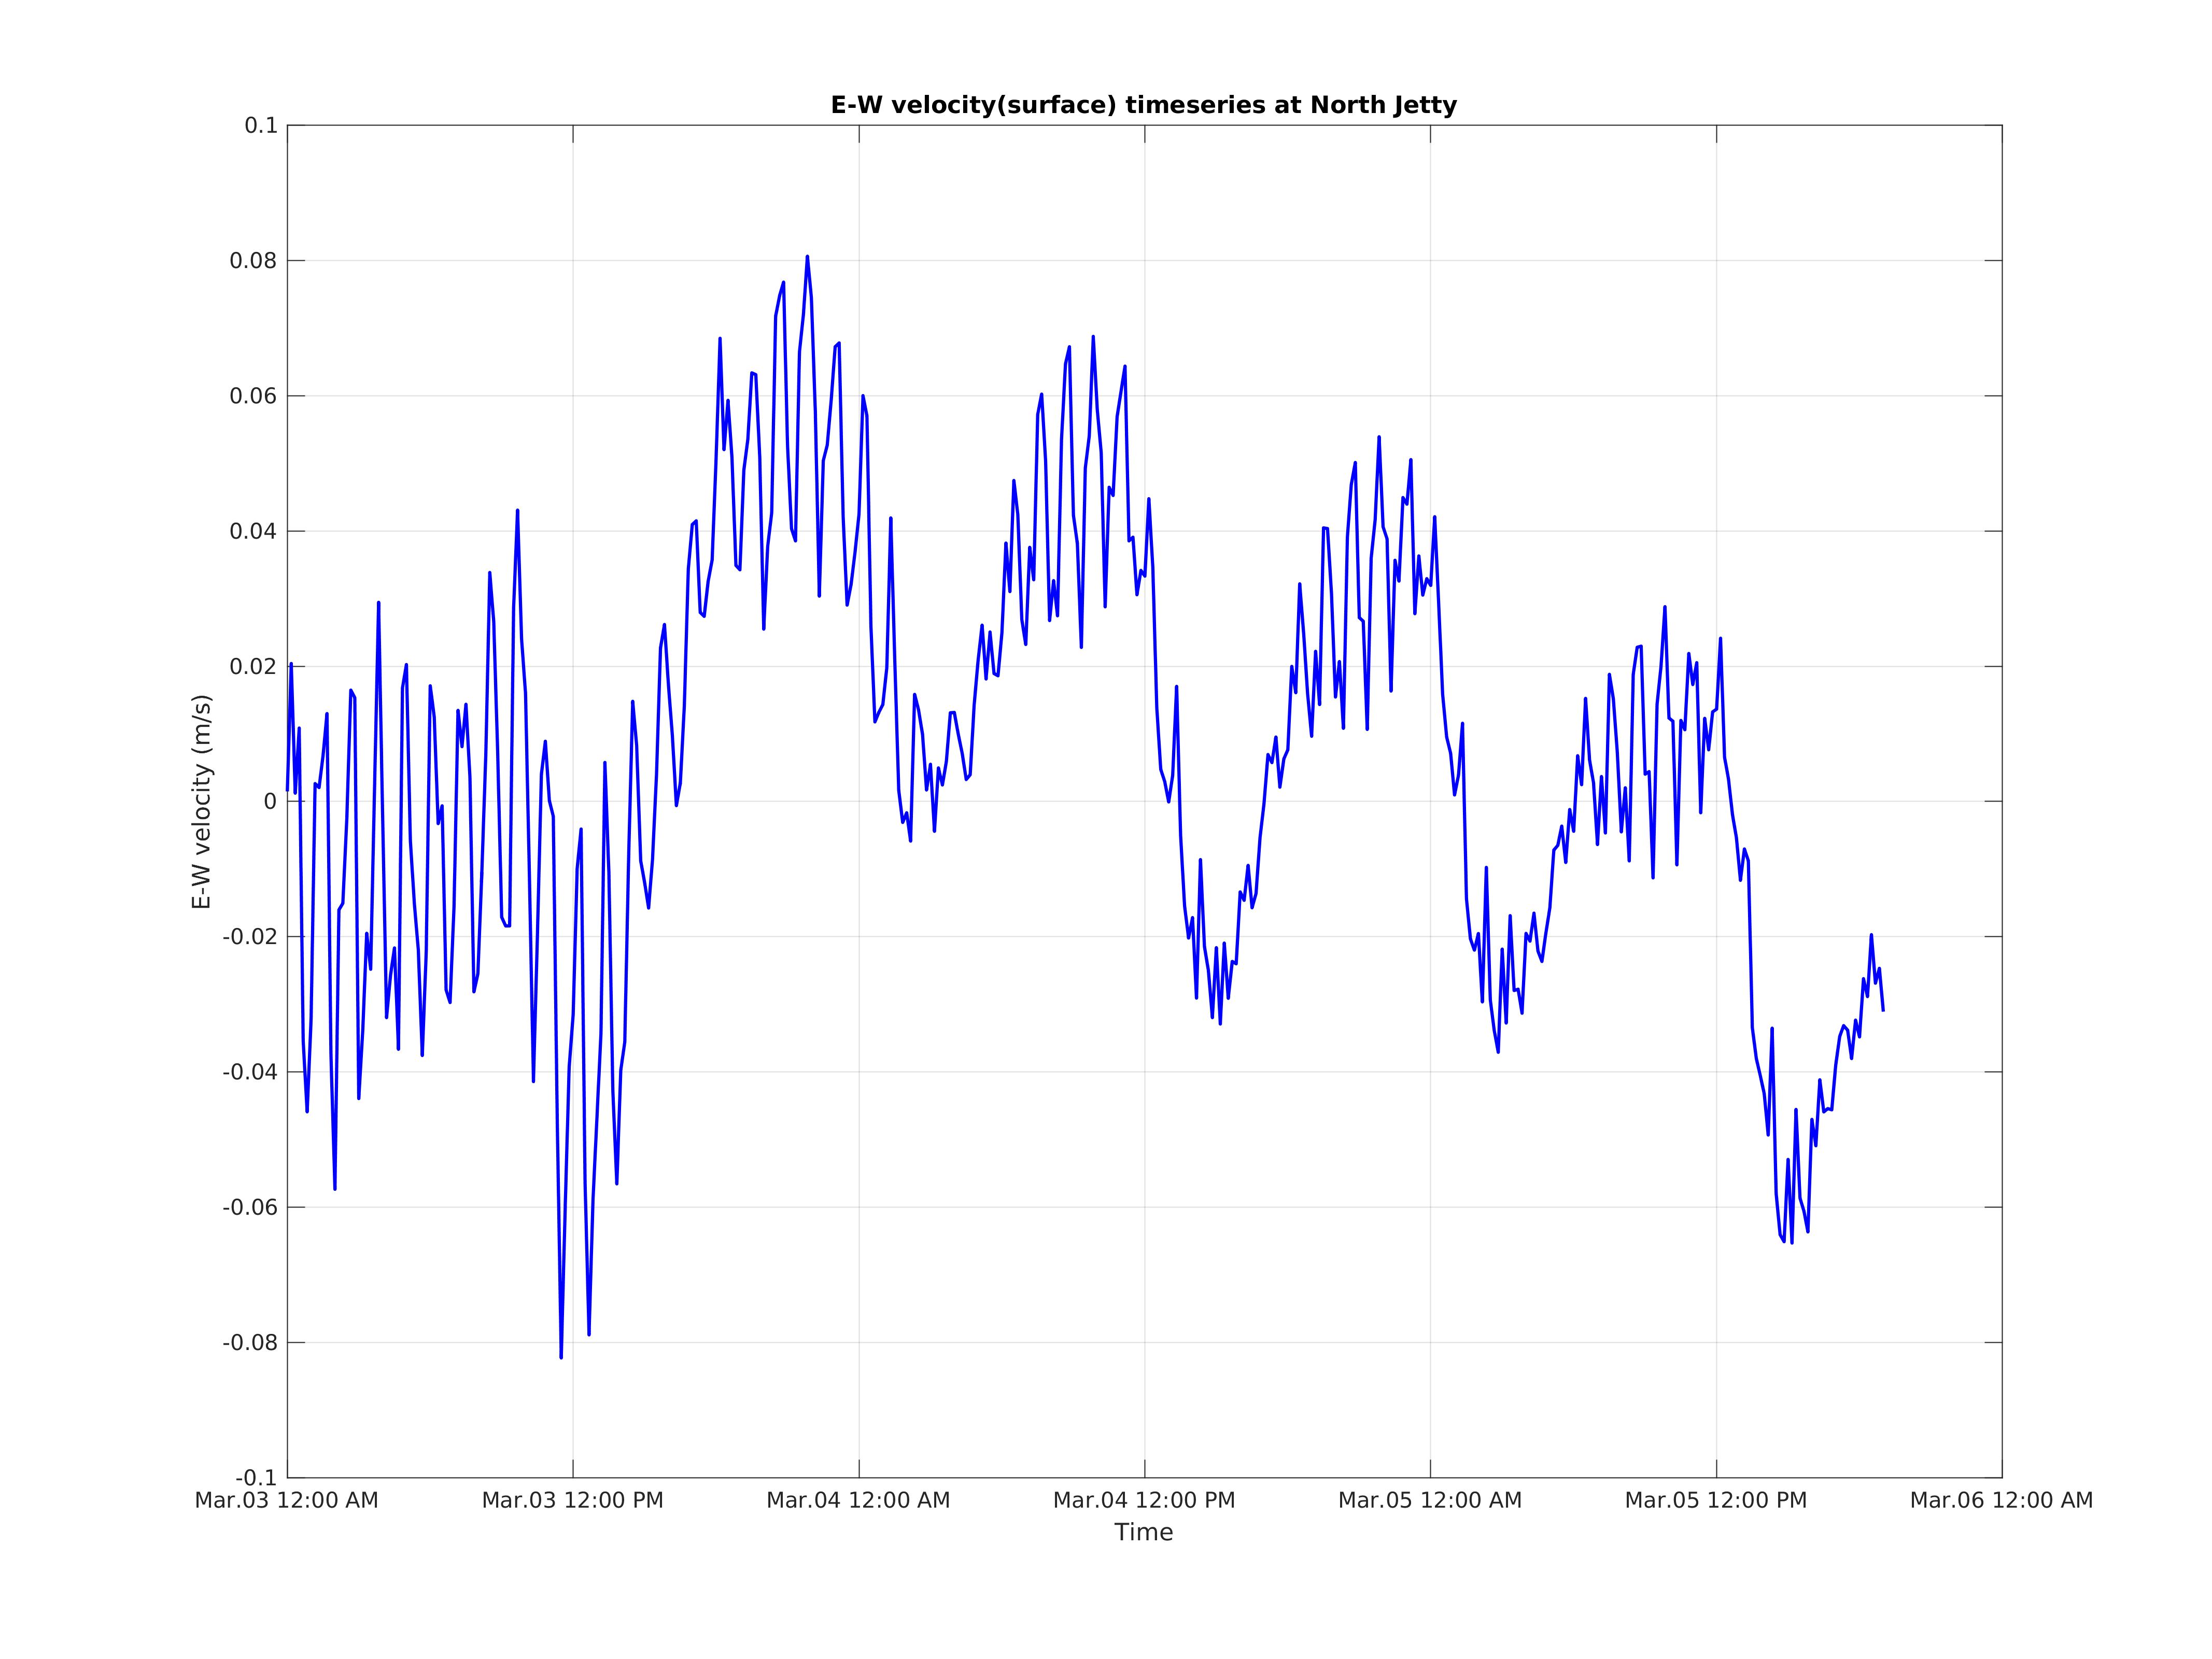 E-W velocity(surface) timeseries at North Jetty
0.1
0.08
0.06
0.04
0.02
0
-0.02
-0.04
-0.06
-0.08
-0.1
E-W velocity (m/s)
Mar.03 12:00 AM Mar.03 12:00 PM Mar.04 12:00 AM Mar.04 12:00 PM Mar.05 12:00 AM Mar.05 12:00 PM Mar.06 12:00 AM
Time